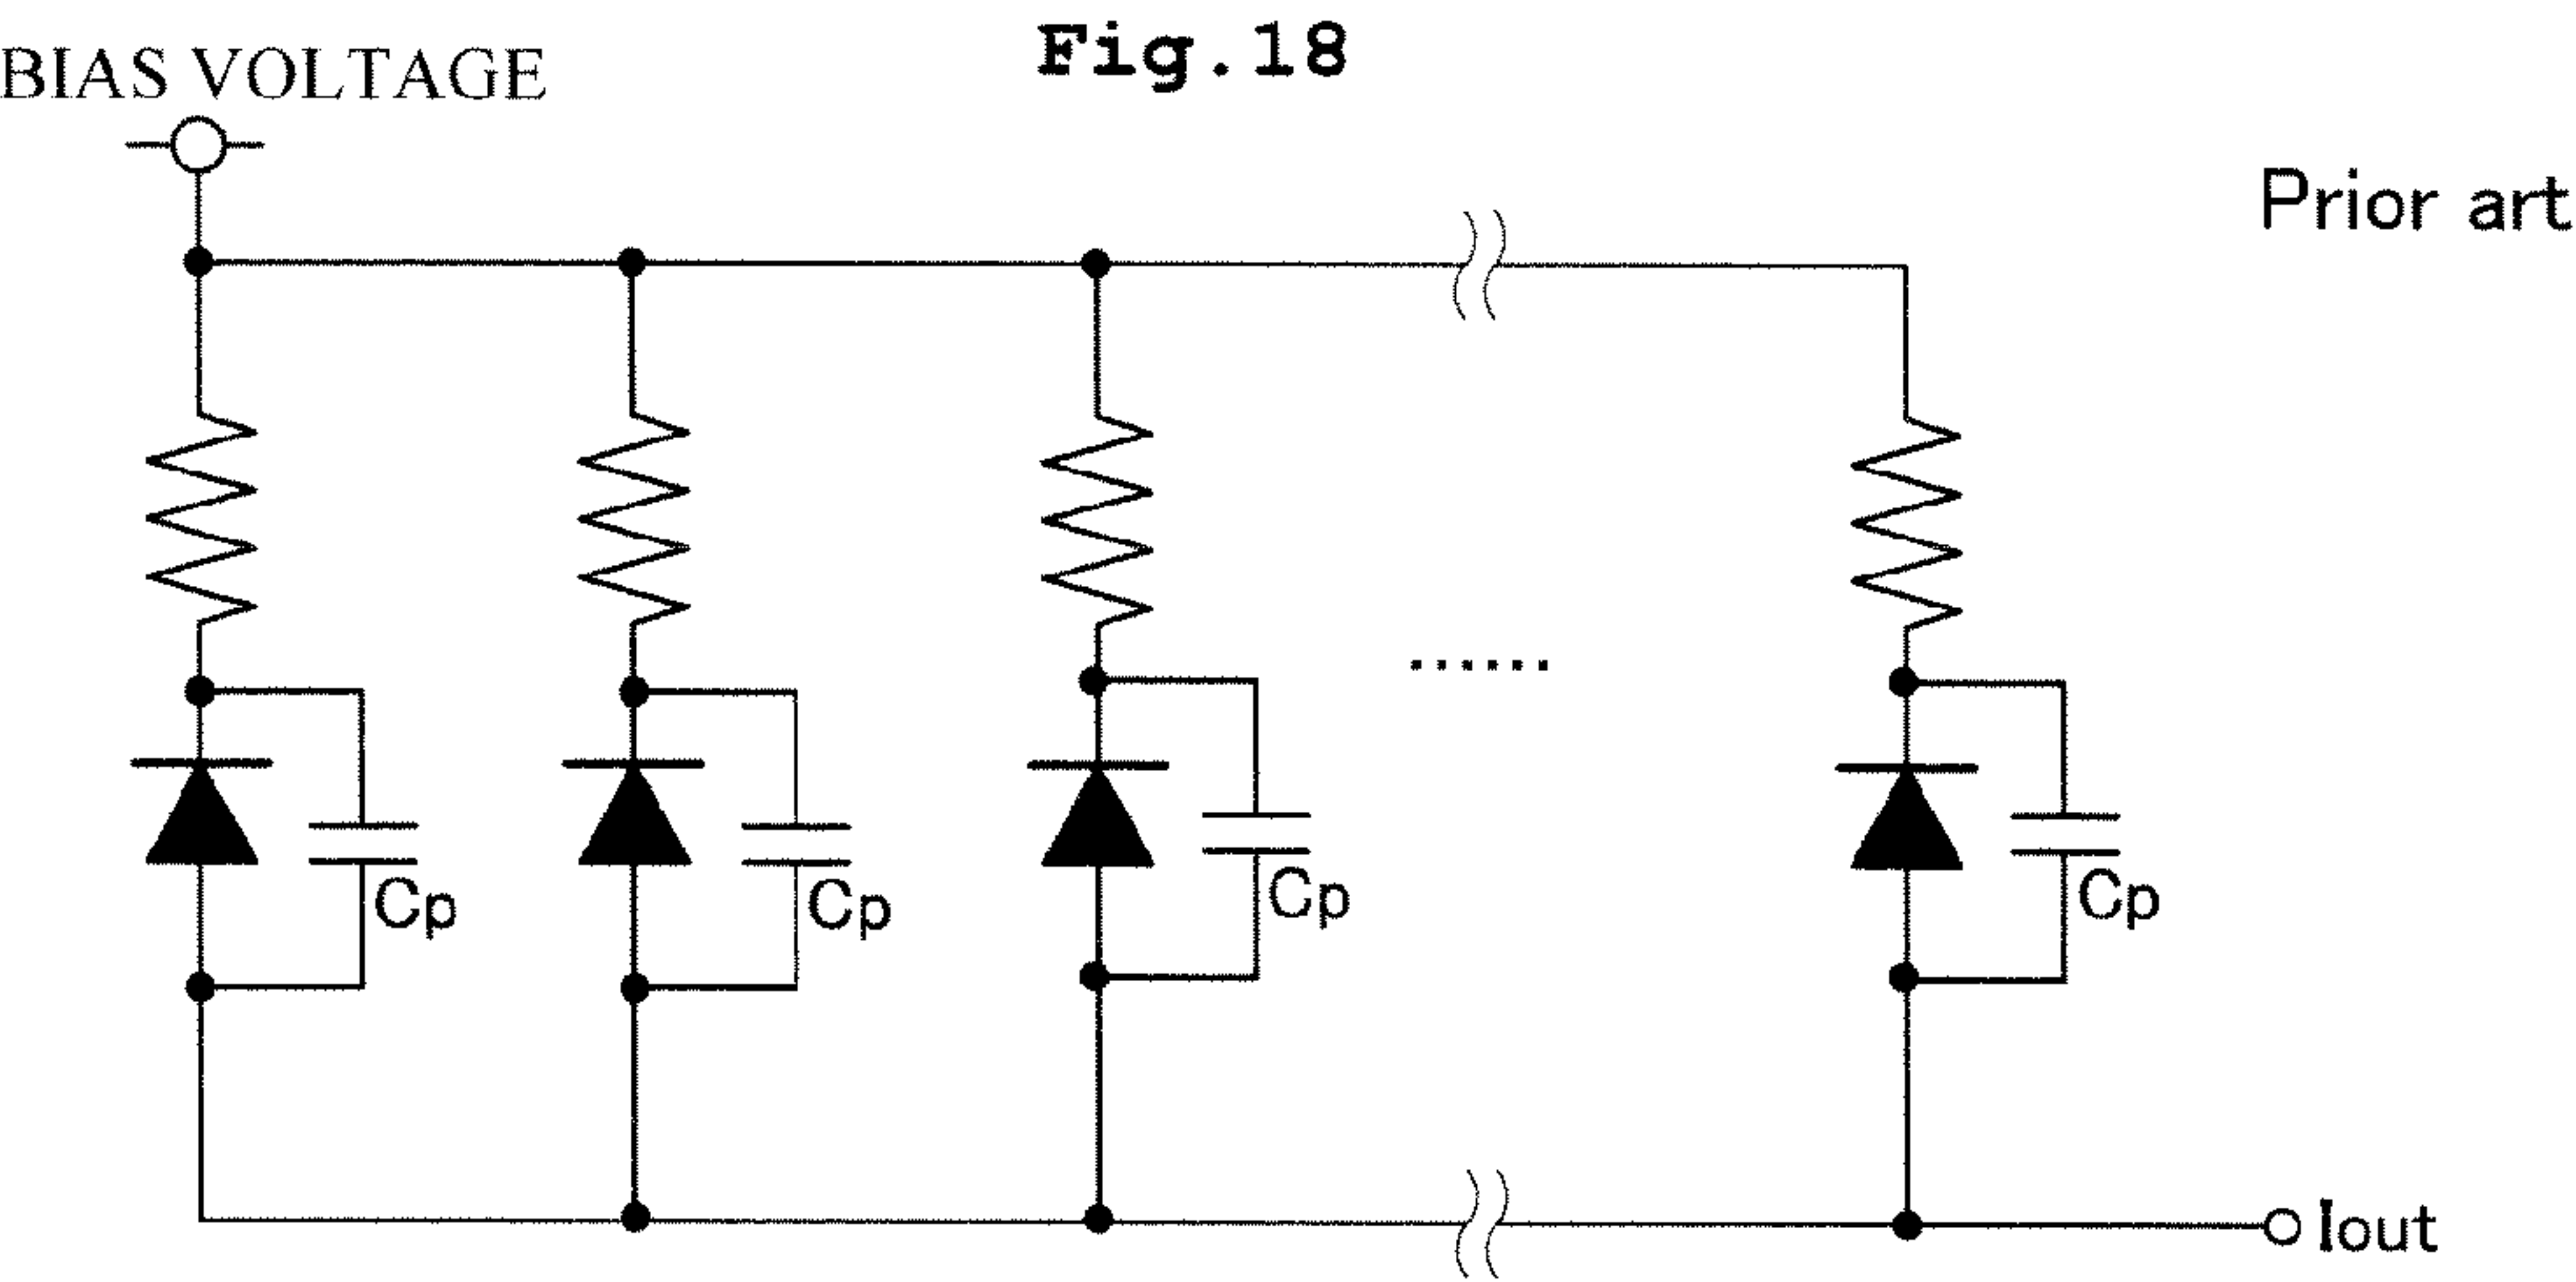 Fig.18
BIAS VOLTAGE
Prior art
Cp
Cp
Cp
Cp
Iout